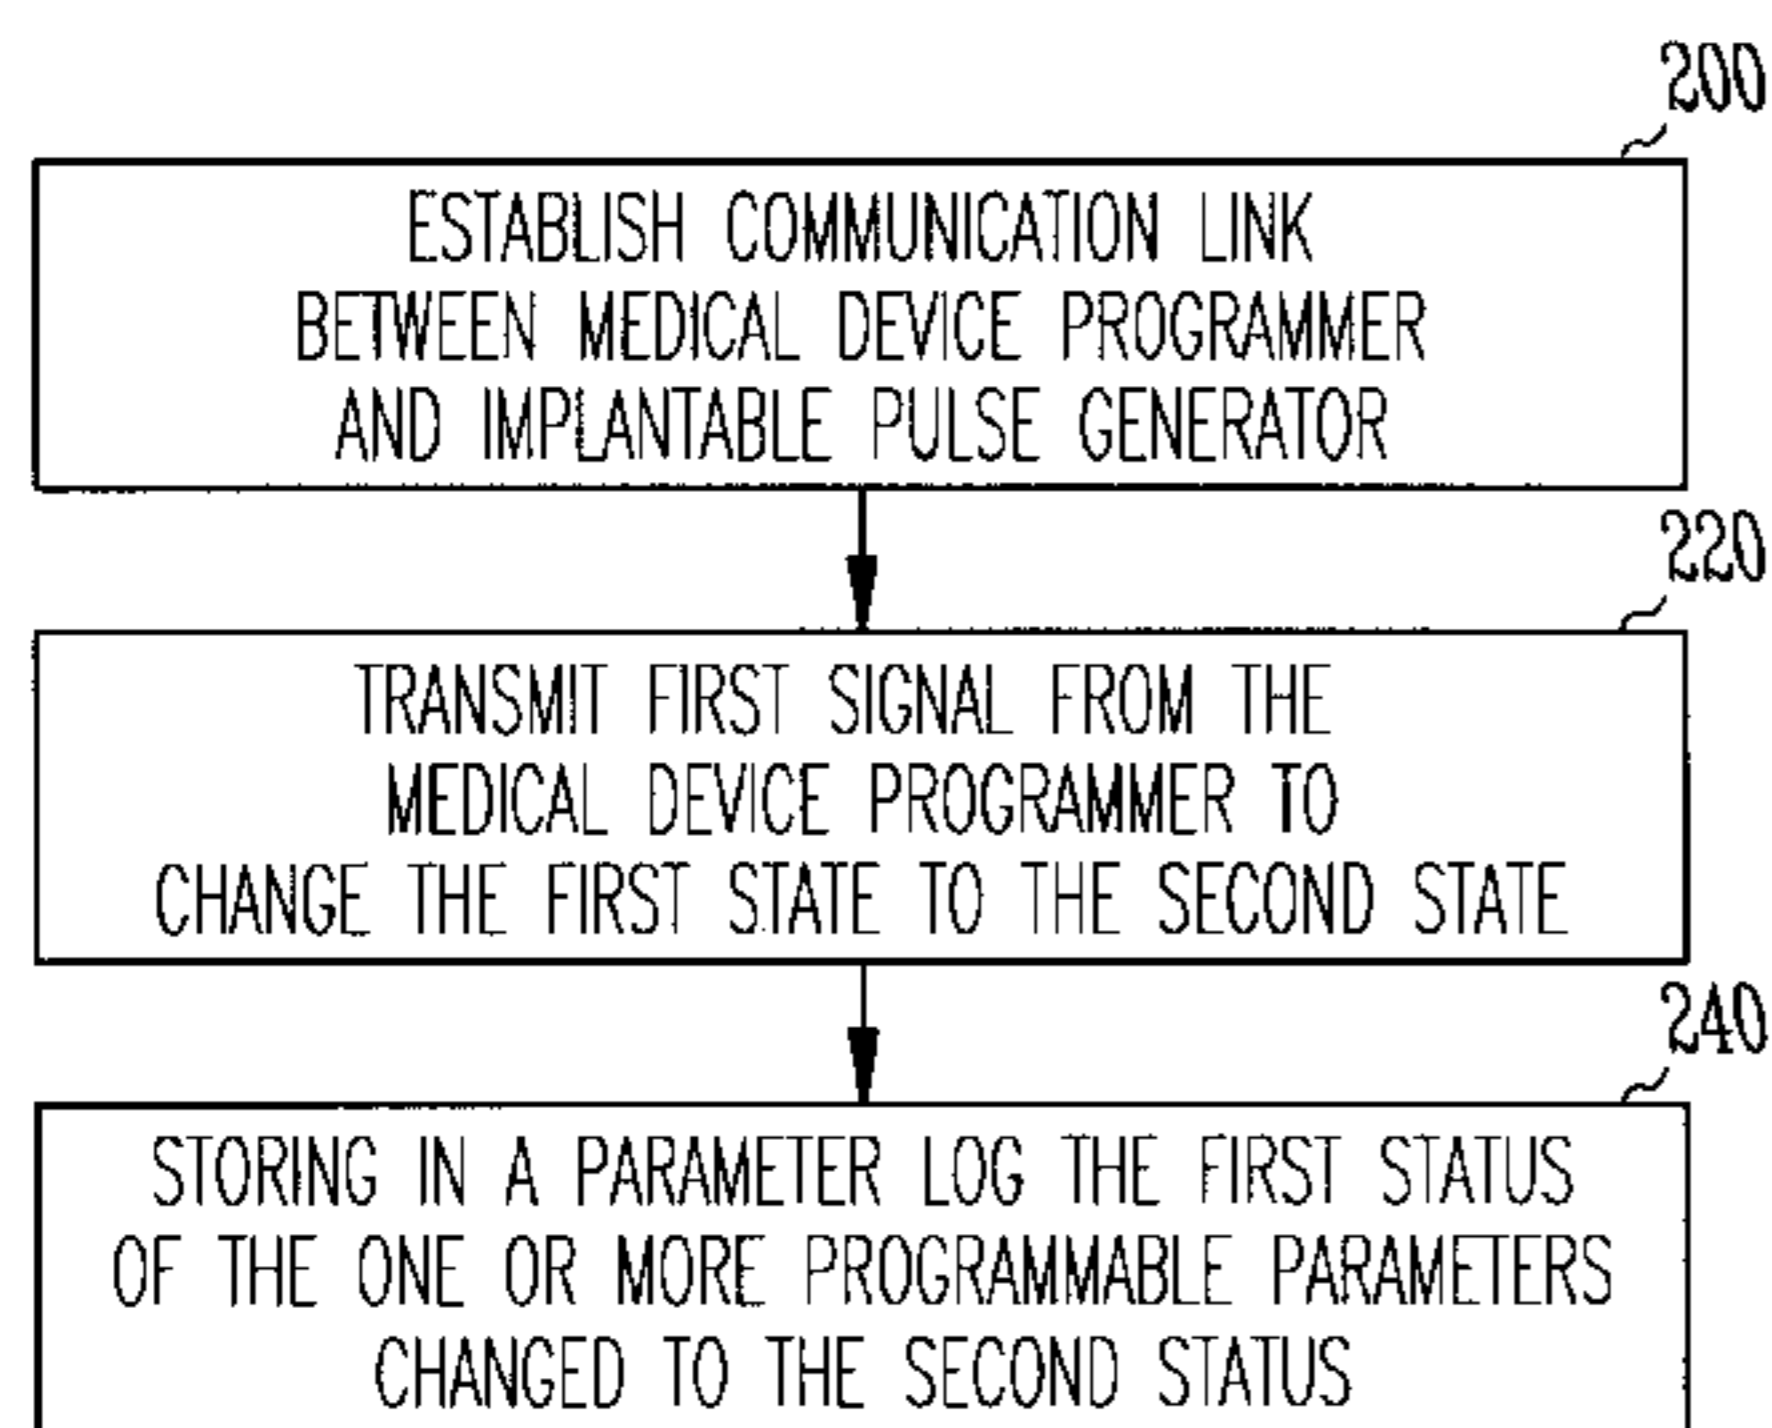 200
ESTABLISH COMMUNICATION LINK
BETWEEN MEDICAL DEVICE PROGRAMMER
AND IMPLANTABLE PULSE GENERATOR
220
TRANSMIT FIRST SIGNAL FROM THE
MEDICAL DEVICE PROGRAMMER TO
CHANGE THE FIRST STATE TO THE SECOND STATE
240
STORING IN A PARAMETER LOG THE FIRST STATUS
OF THE ONE OR MORE PROGRAMMABLE PARAMETERS
CHANGED TO THE SECOND STATUS